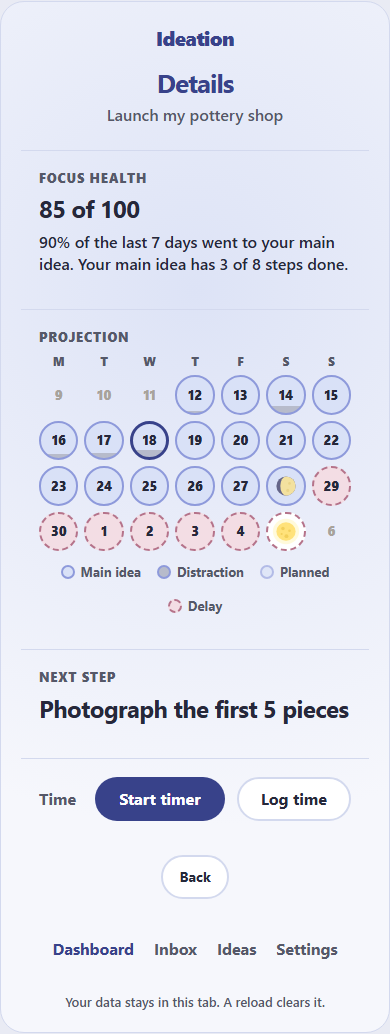 Ideation
Details
Launch my pottery shop
FOCUS HEALTH
85 of 100
90% of the last 7 days went to your main
idea. Your main idea has 3 of 8 steps done.
PROJECTION
M T W T F S S
9 10 11 12 13 14 15
16 17 18 19 20 21 22
23 24 25 26 27 29
30 1 2 3 4 6
Main idea Distraction Planned
Delay
NEXT STEP
Photograph the first 5 pieces
Time Start timer Log time
Back
Dashboard Inbox Ideas Settings
Your data stays in this tab. A reload clears it.